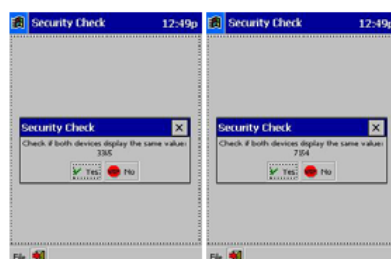 Security Check 12:49p
Security Check
Check if both devices display the same value:
3345
Yes No
File
Security Check 12:49p
Security Check
Check if both devices display the same value:
7154
Yes No
File